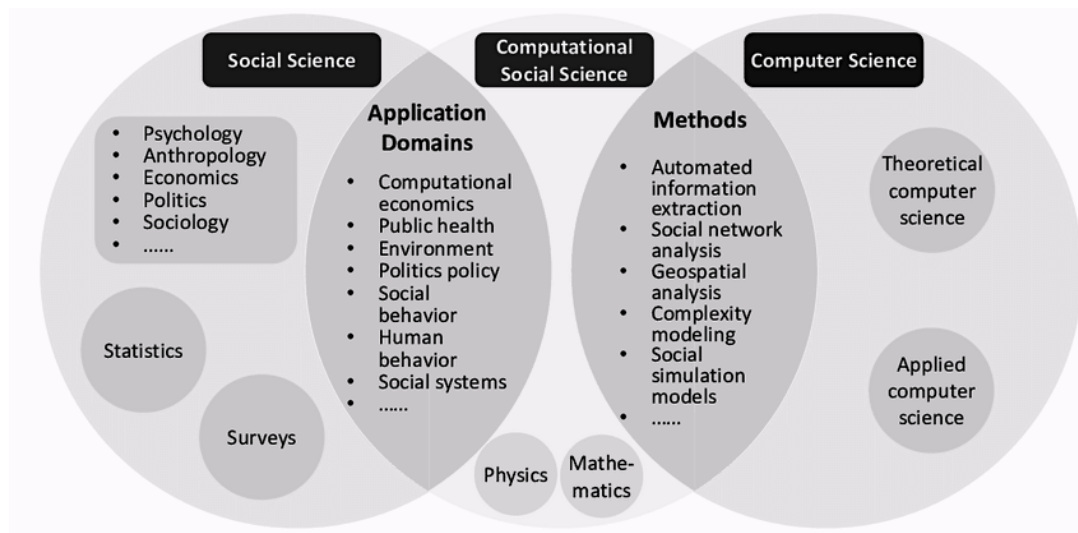 Social Science
Computational
Social Science
Computer Science
• Psychology
• Anthropology
• Economics
• Politics
• Sociology
• ......
Statistics
Surveys
Application
Domains
• Computational
economics
• Public health
• Environment
• Politics policy
• Social
behavior
• Human
behavior
• Social systems
• ......
Physics
Mathe-
matics
Methods
• Automated
information
extraction
• Social network
analysis
• Geospatial
analysis
• Complexity
modeling
• Social
simulation
models
• ......
Theoretical
computer
science
Applied
computer
science